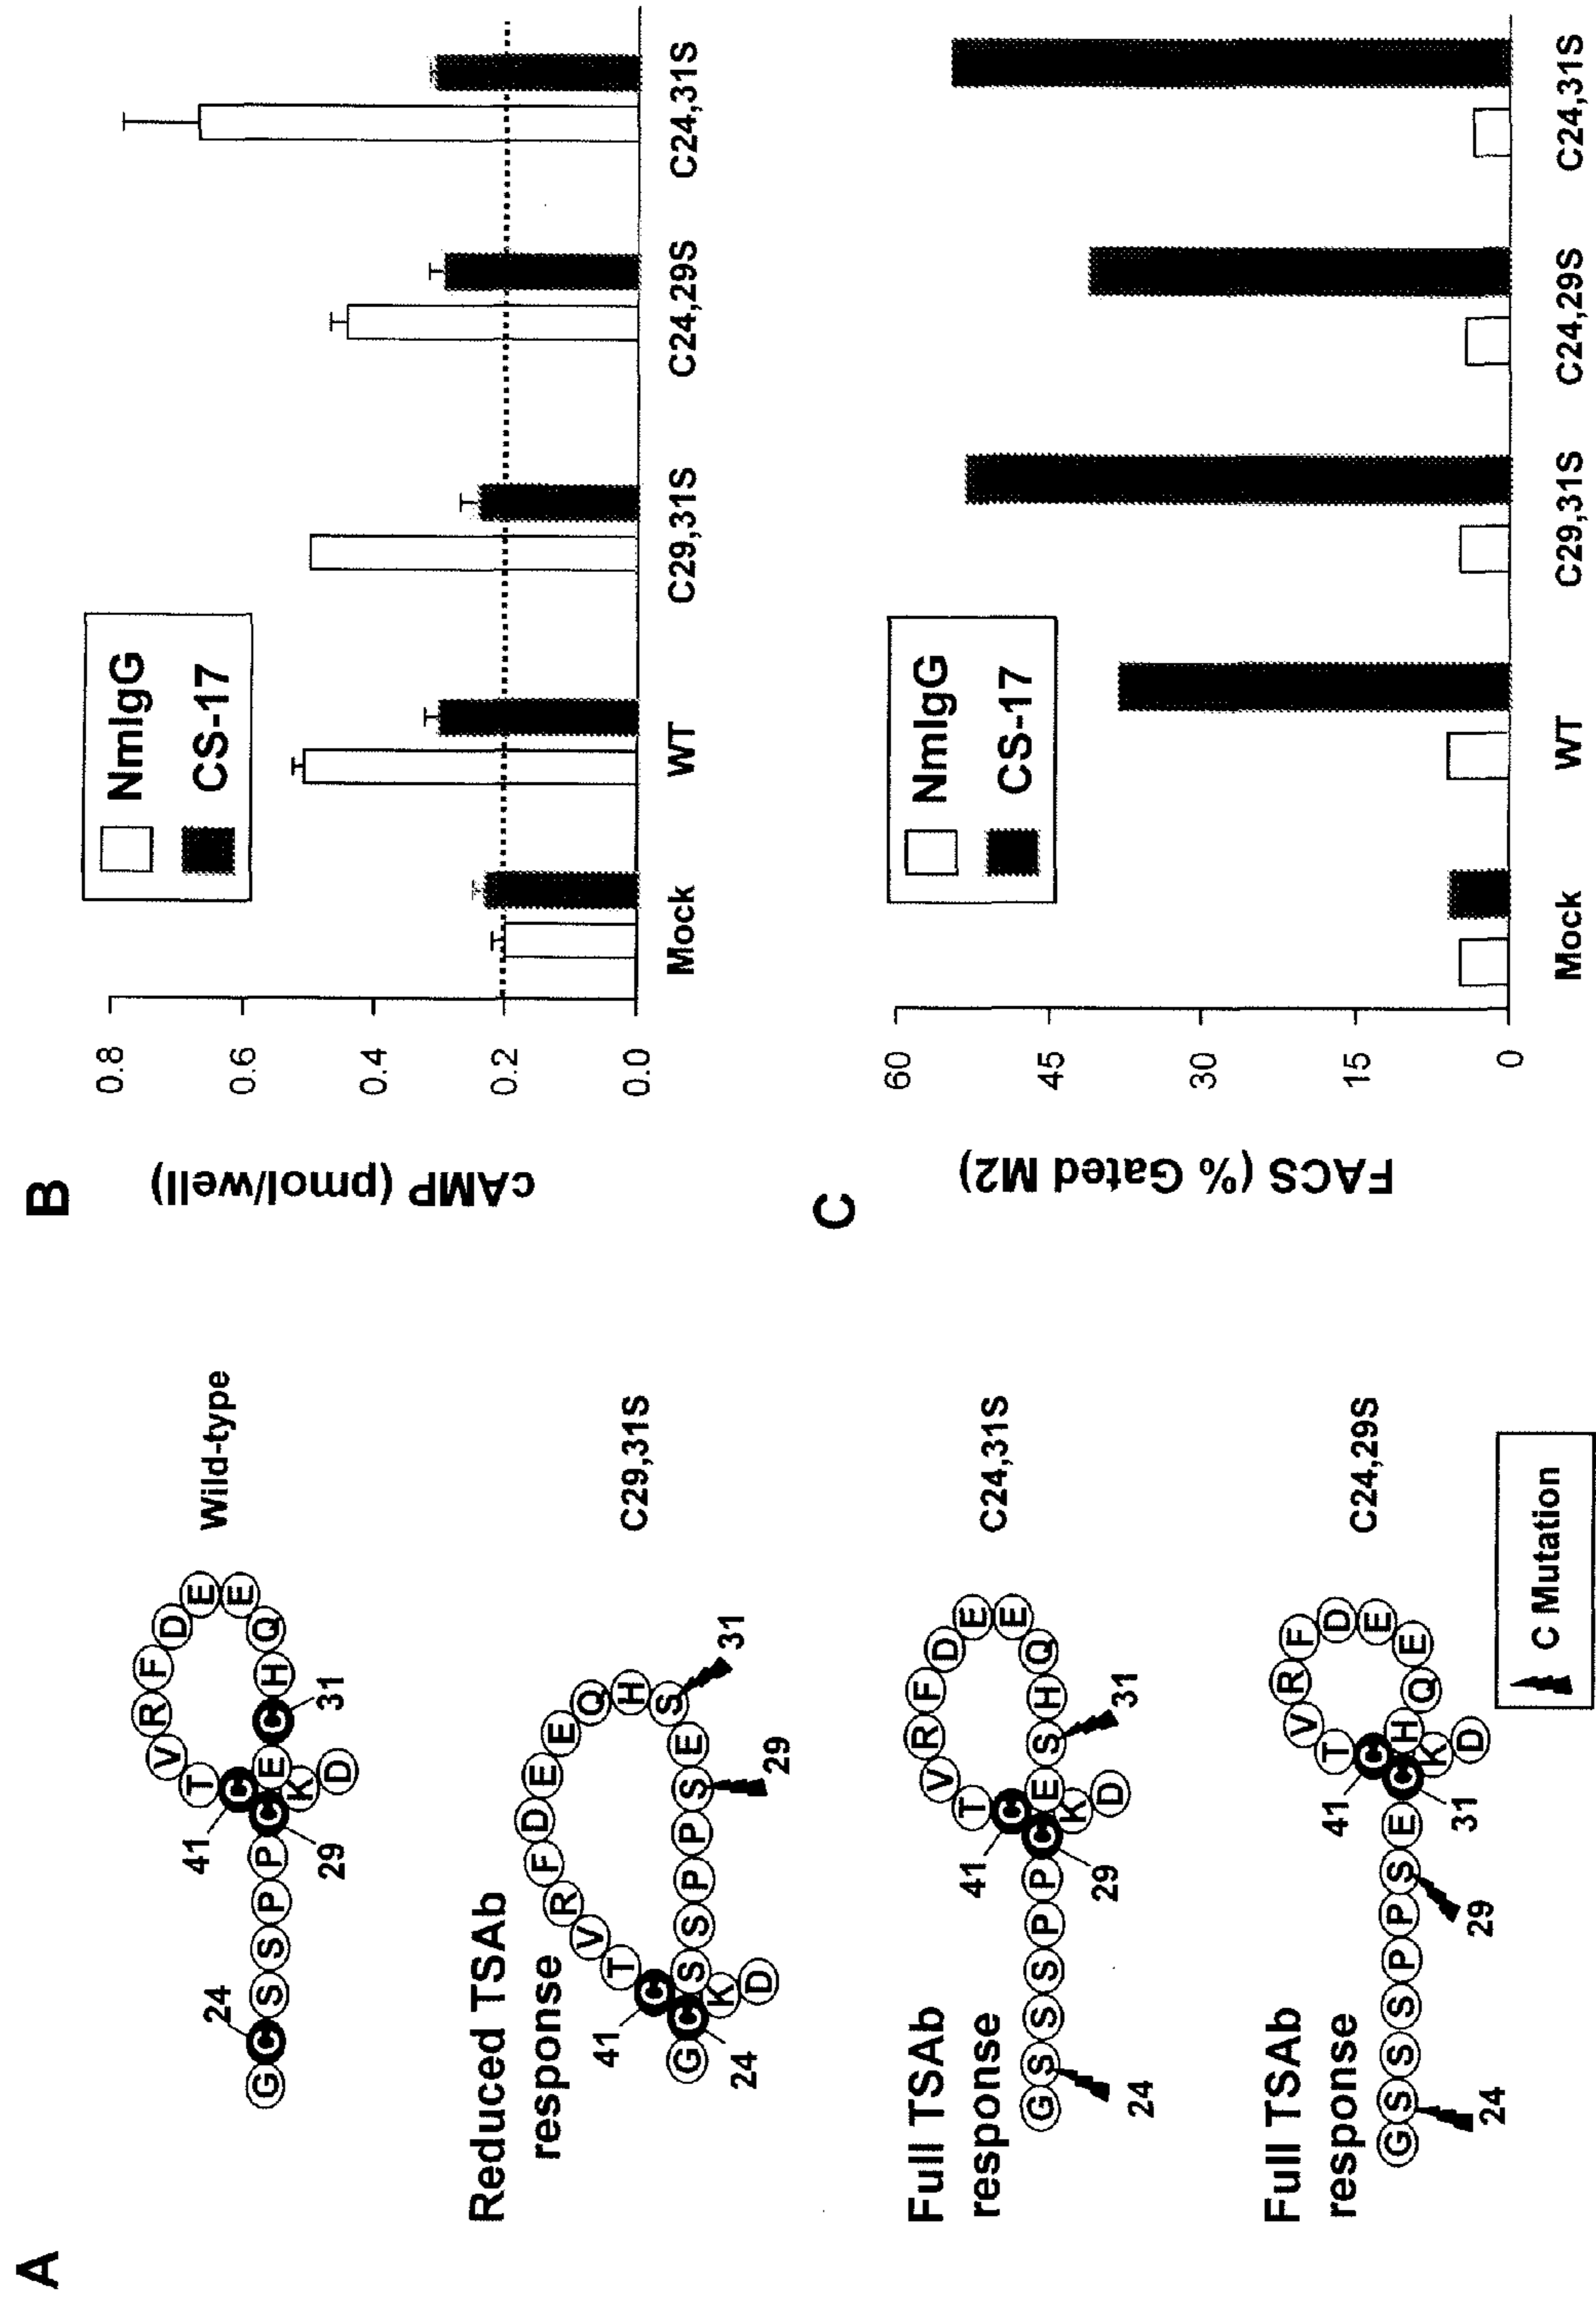 A
Wild-type
G C S S P P C E C H Q E E D F R V T C K D
24
41
29
31
Reduced TSAb
response
C29,31S
G C S S P P S E S H Q E E D F R V T C K D
41
24
29
31
Full TSAb
response
C24,31S
G S S S P P C E S H Q E E D F R V T C K D
24
41
29
31
Full TSAb
response
C24,29S
G S S S P P S E C H Q E E D F R V T C K D
24
29
41
31
C Mutation
B
cAMP (pmol/well)
0.8
0.6
0.4
0.2
0.0
NmIgG
CS-17
Mock
WT
C29,31S
C24,29S
C24,31S
C
FACS (% Gated M2)
60
45
30
15
0
NmIgG
CS-17
Mock
WT
C29,31S
C24,29S
C24,31S